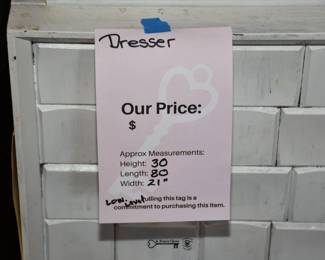 Dresser
Our Price:
$
Approx Measurements:
Height: 30
Length: 80
Width: 21"
ulling this tag is a
commitment to purchasing this item.